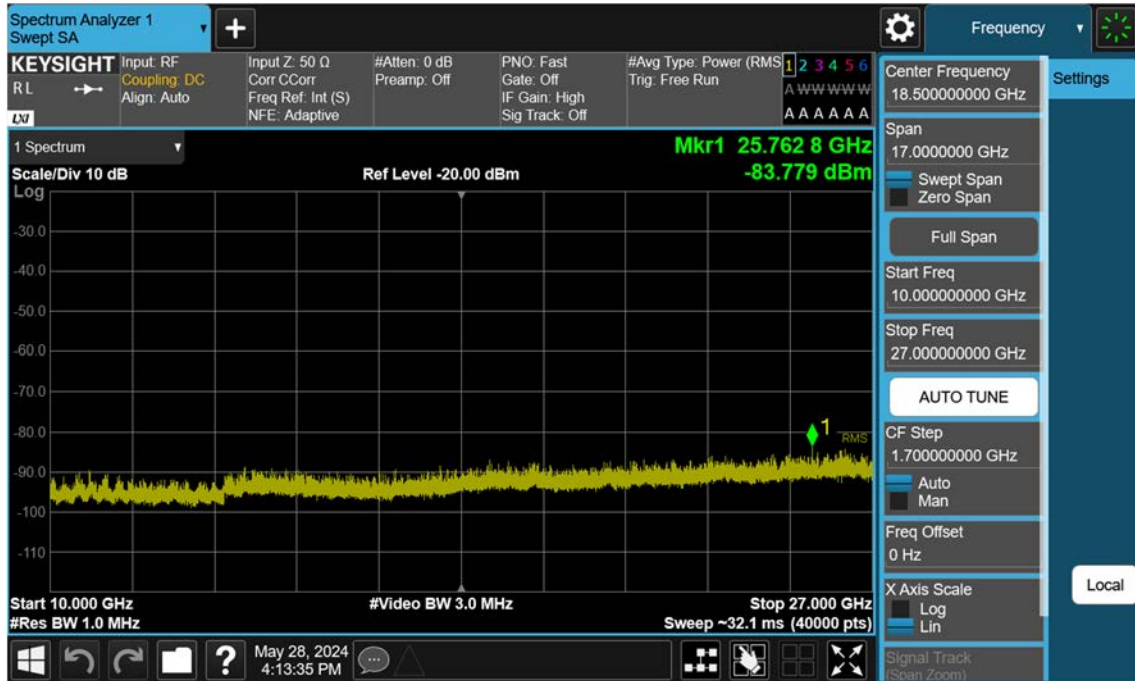 Spectrum Analyzer 1
Swept SA
Frequency
KEYSIGHT
R L
LXI
Input: RF
Coupling: DC
Align: Auto
Input Z: 50 Ω
Corr CCorr
Freq Ref: Int (S)
NFE: Adaptive
#Atten: 0 dB
Preamp: Off
PNO: Fast
Gate: Off
IF Gain: High
Sig Track: Off
#Avg Type: Power (RMS
Trig: Free Run
1 2 3 4 5 6
A W W W W W
A A A A A A
1 Spectrum
Mkr1 25.762 8 GHz
Scale/Div 10 dB
Ref Level -20.00 dBm
-83.779 dBm
Log
-30.0
-40.0
-50.0
-60.0
-70.0
-80.0
-90.0
-100
-110
1
RMS
Start 10.000 GHz
#Video BW 3.0 MHz
Stop 27.000 GHz
#Res BW 1.0 MHz
Sweep ~32.1 ms (40000 pts)
May 28, 2024
4:13:35 PM
Center Frequency
18.500000000 GHz
Span
17.0000000 GHz
Swept Span
Zero Span
Full Span
Start Freq
10.000000000 GHz
Stop Freq
27.000000000 GHz
AUTO TUNE
CF Step
1.700000000 GHz
Auto
Man
Freq Offset
0 Hz
X Axis Scale
Log
Lin
Signal Track
(Span Zoom)
Settings
Local